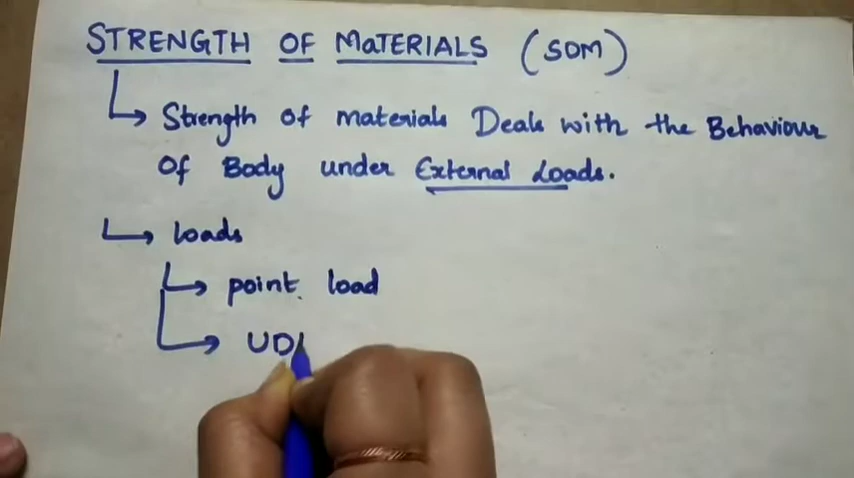 STRENGTH OF MATERIALS (SOM)
Strength of materials Deals with the Behaviour
Of Body under External Loads.
loads
point load
UDL